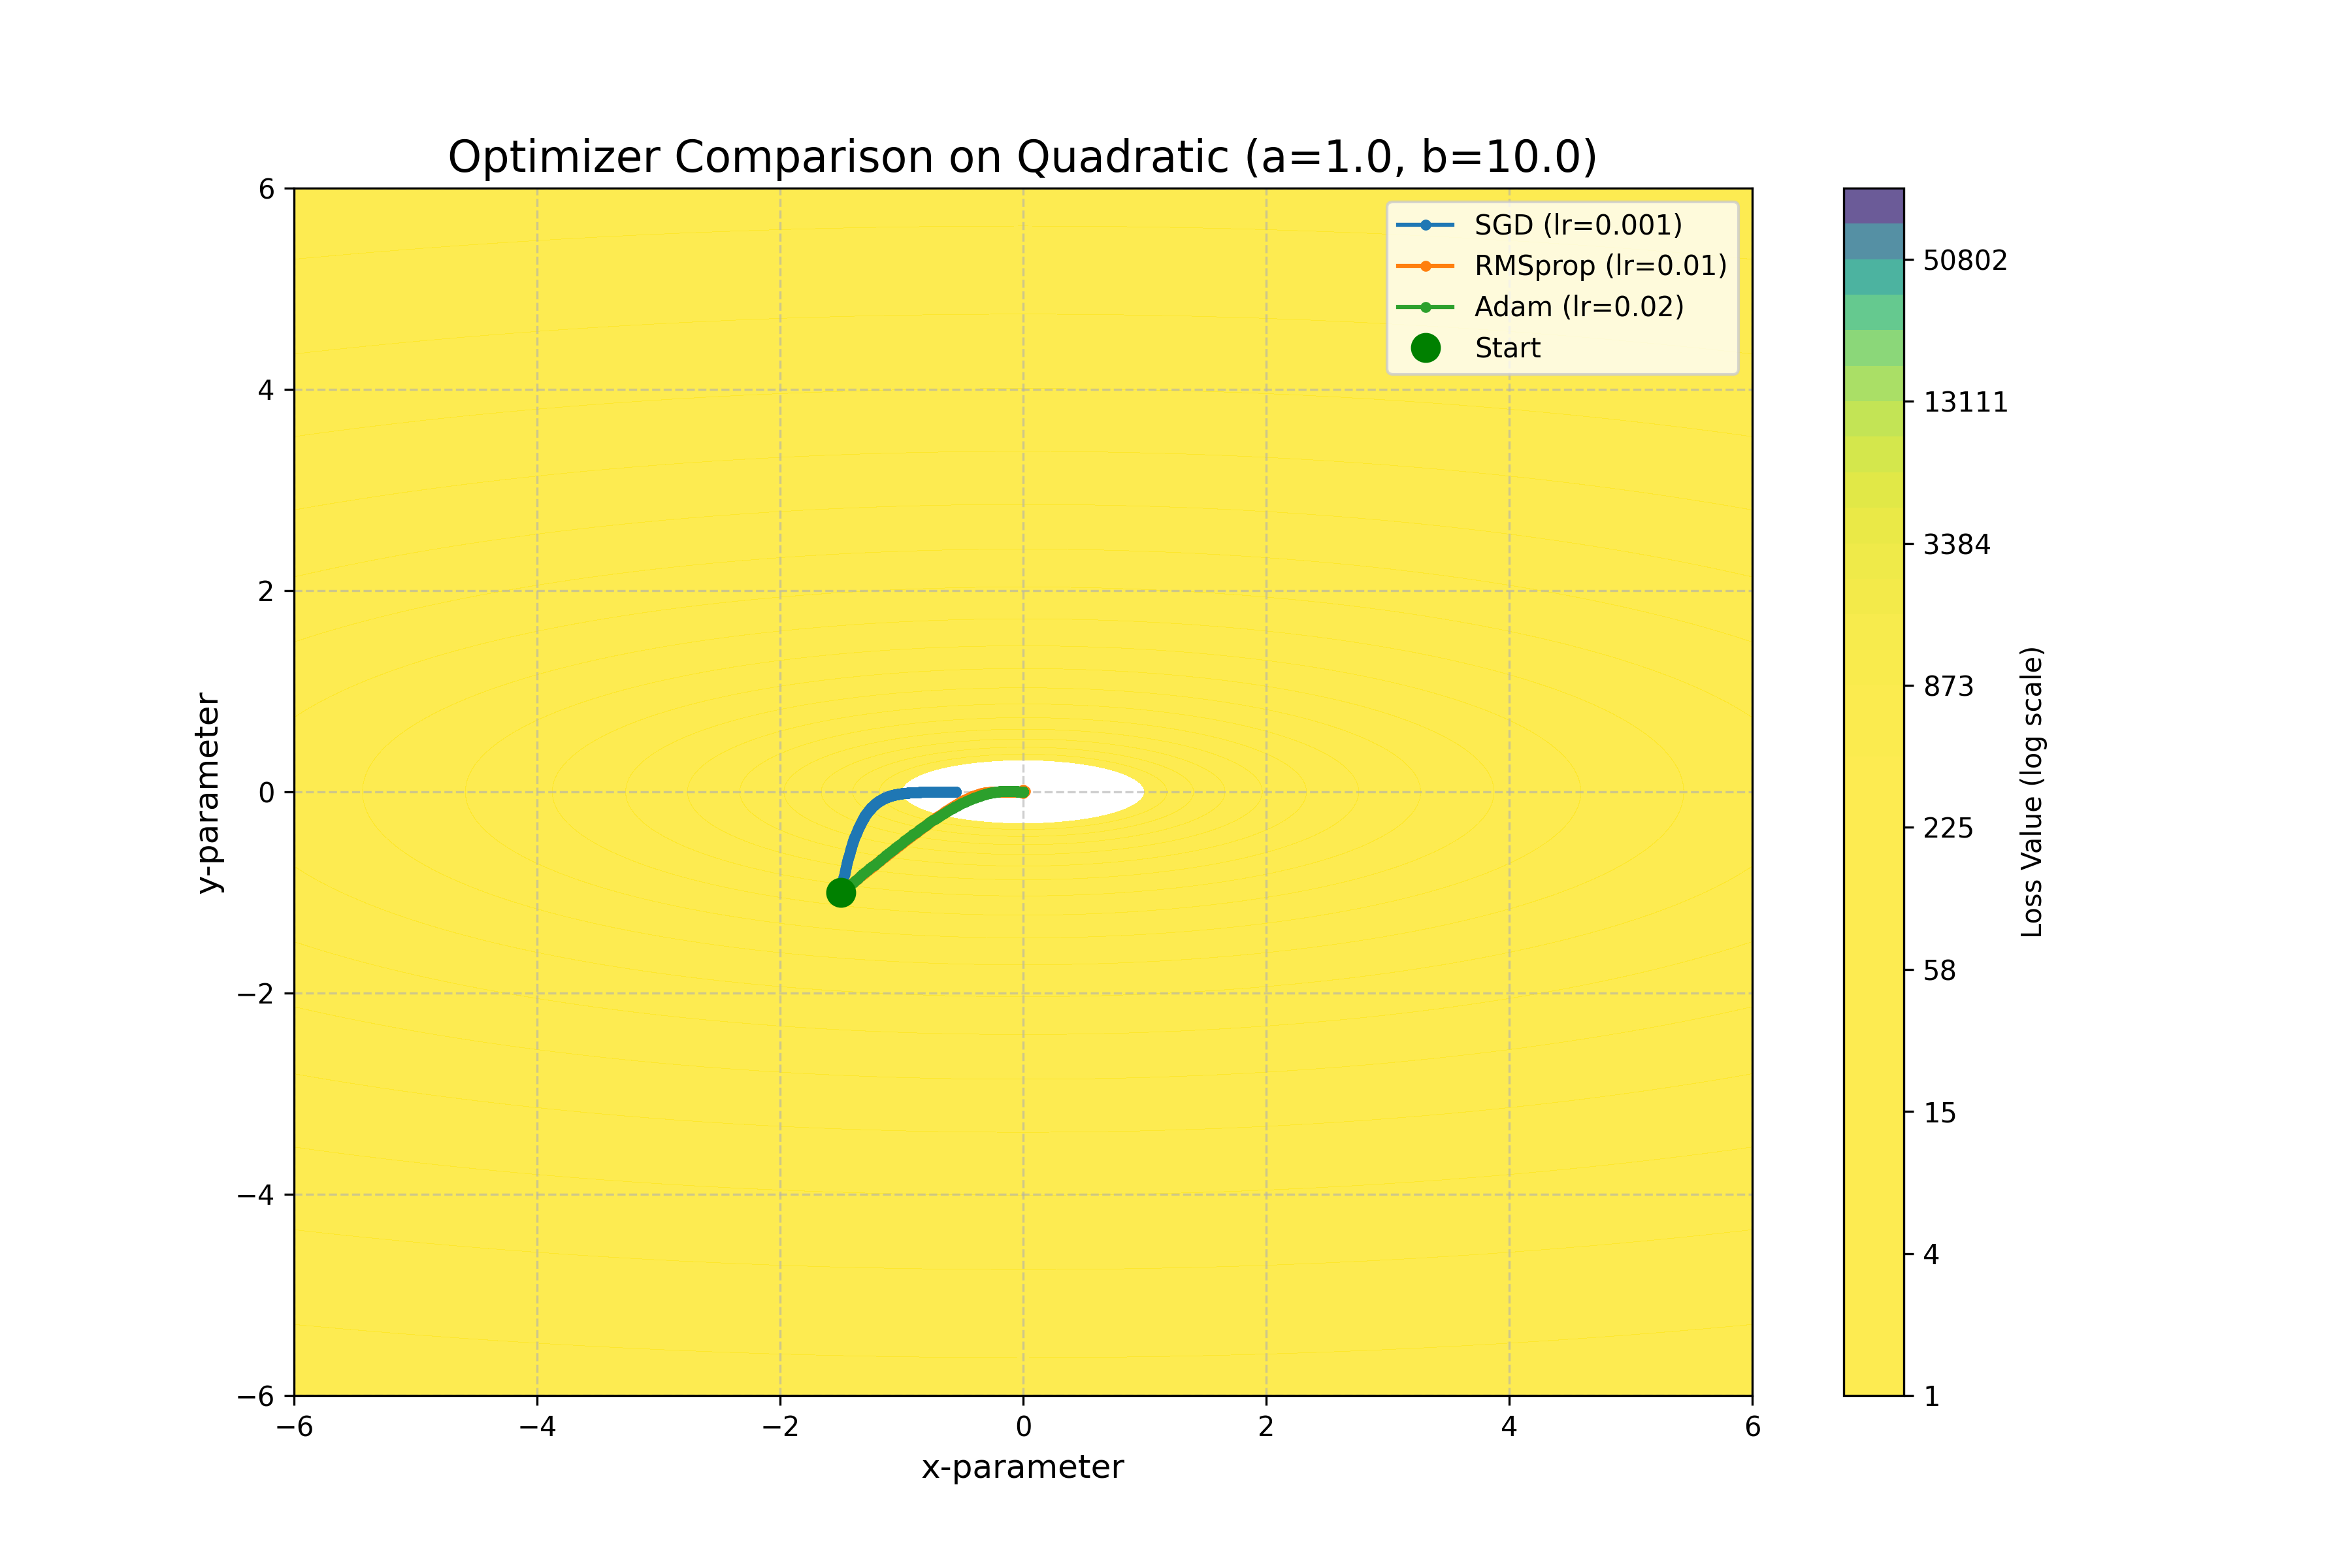 Optimizer Comparison on Quadratic (a=1.0, b=10.0)
SGD (lr=0.001)
RMSprop (lr=0.01)
Adam (lr=0.02)
Start
y-parameter
6
4
2
0
−2
−4
−6
−6
−4
−2
0
2
4
6
x-parameter
50802
13111
3384
873
225
58
15
4
1
Loss Value (log scale)